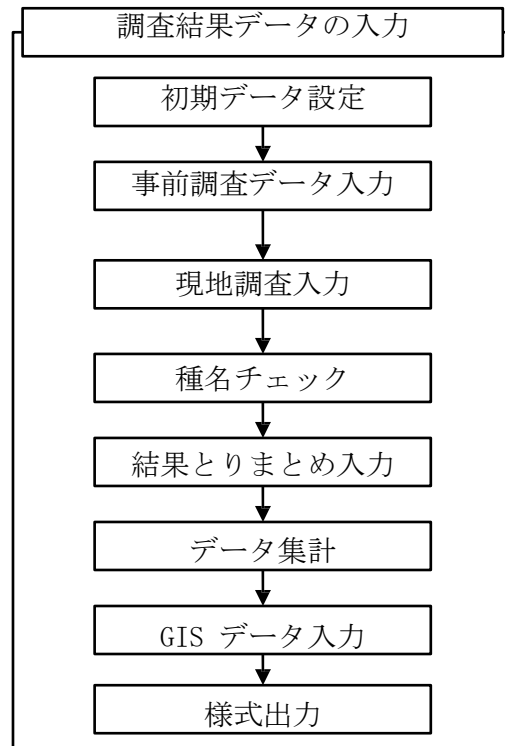 調査結果データの入力
初期データ設定
事前調査データ入力
現地調査入力
種名チェック
結果とりまとめ入力
データ集計
GIS データ入力
様式出力